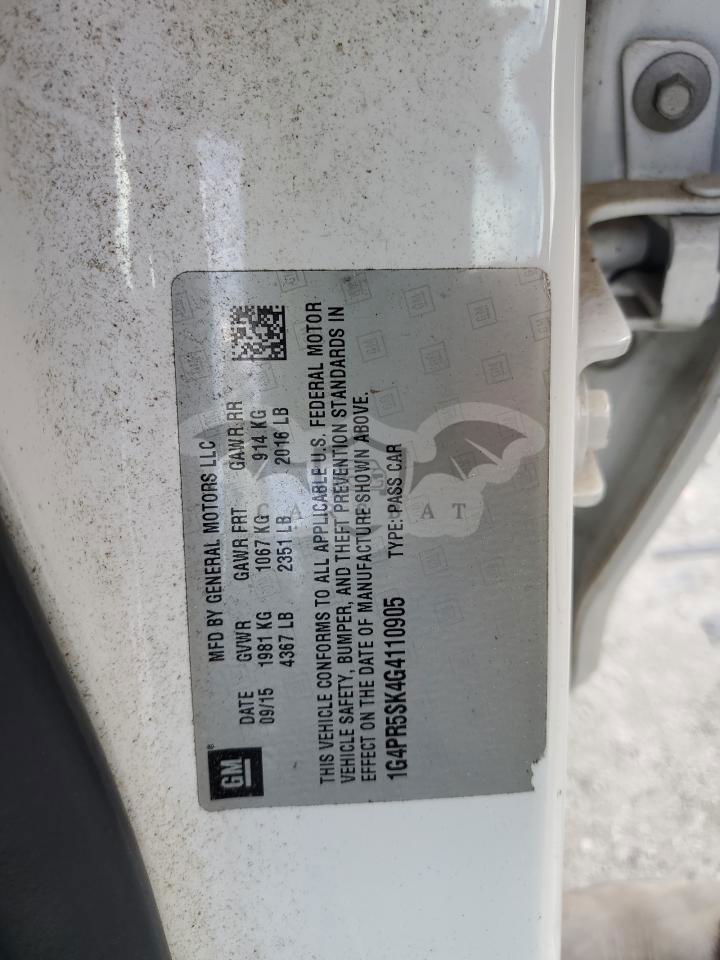 GM
MFD BY GENERAL MOTORS LLC
DATE GVWR GAWR FRT GAWR RR
09/15 1981 KG 1067 KG 914 KG
4367 LB 2351 LB 2016 LB
THIS VEHICLE CONFORMS TO ALL APPLICABLE U.S. FEDERAL MOTOR
VEHICLE SAFETY, BUMPER, AND THEFT PREVENTION STANDARDS IN
EFFECT ON THE DATE OF MANUFACTURE SHOWN ABOVE.
1G4PR5SK4G4110905 TYPE: PASS CAR